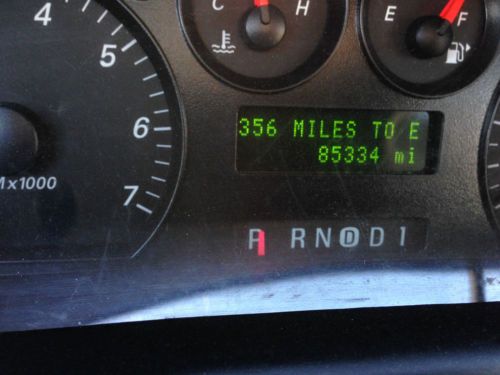 C H
E F
4
5
6
7
x1000
356 MILES TO E
85334 mi
P R N D D 1